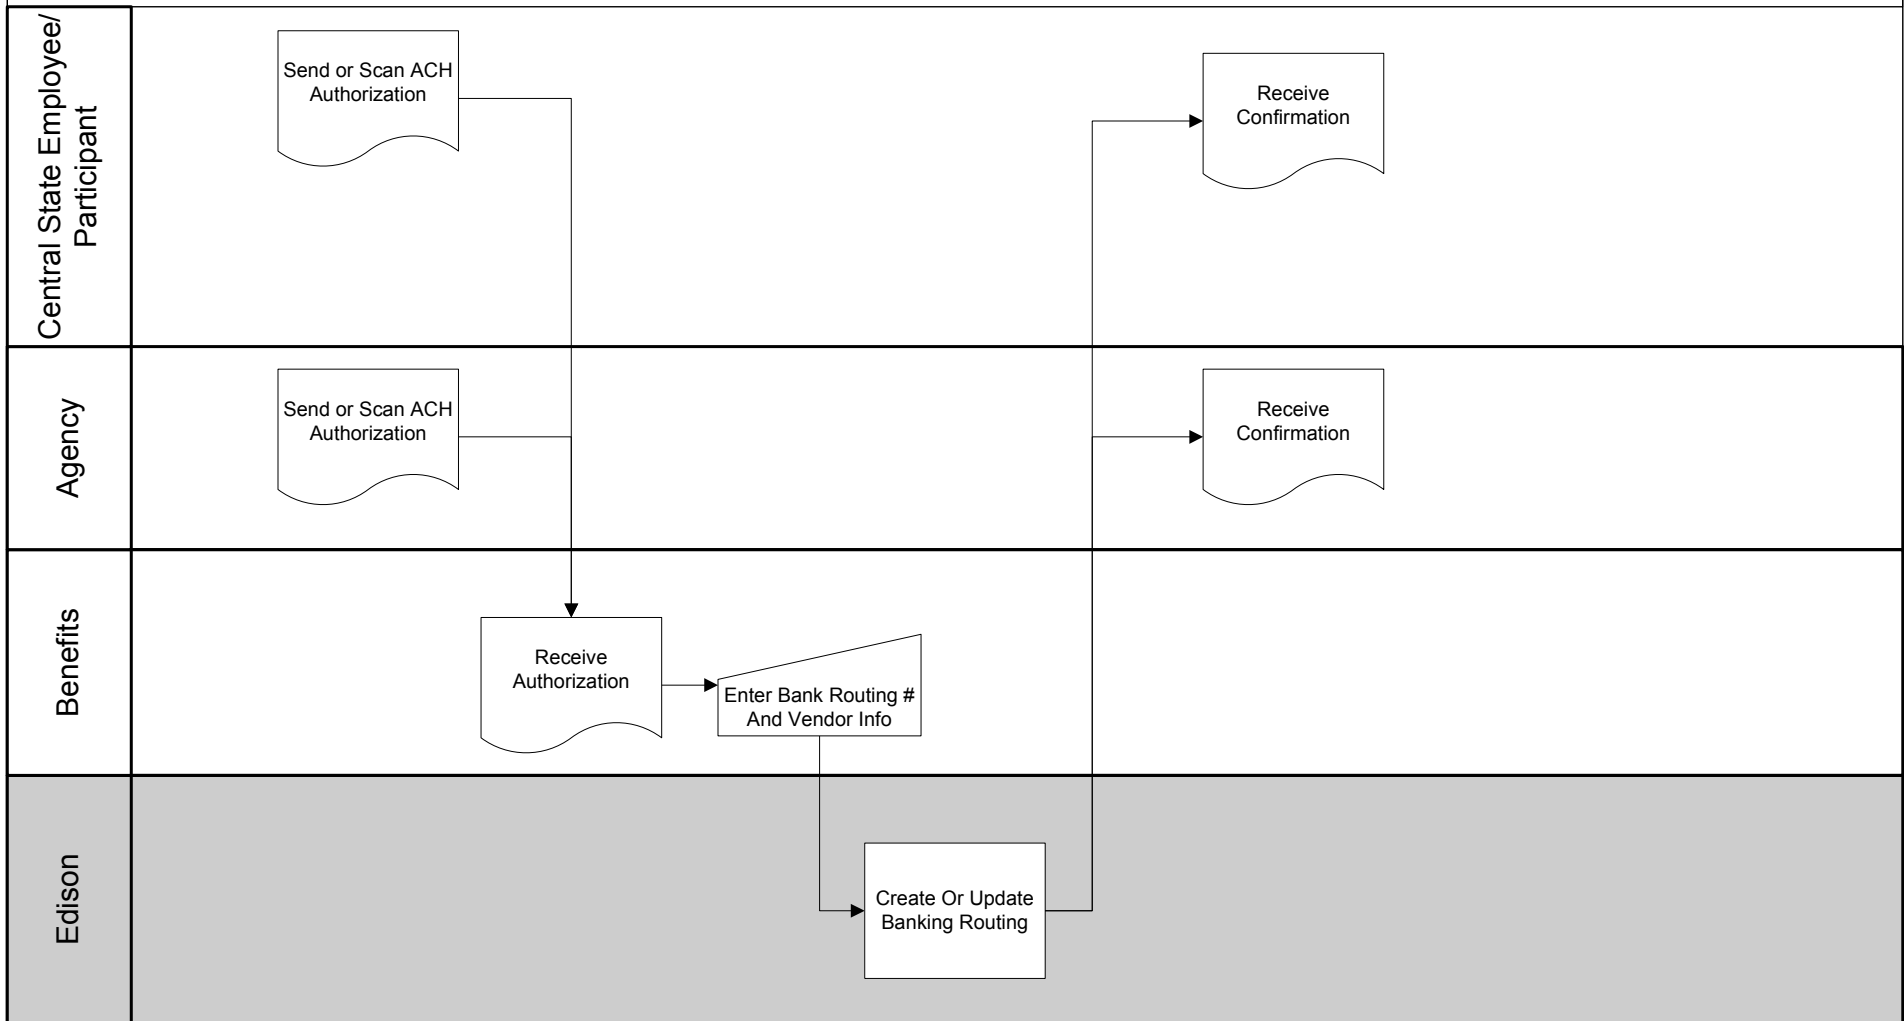 Central State Employee/
Participant
Send or Scan ACH
Authorization
Receive
Confirmation
Agency
Send or Scan ACH
Authorization
Receive
Confirmation
Benefits
Receive
Authorization
Enter Bank Routing #
And Vendor Info
Edison
Create Or Update
Banking Routing